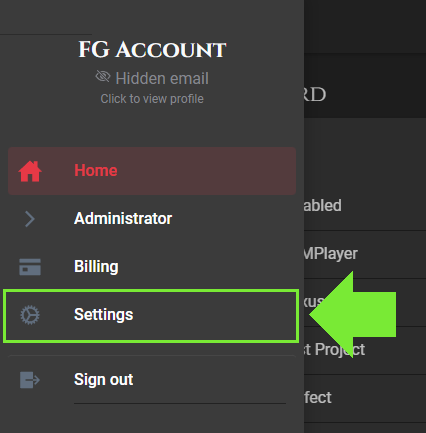 FG Account
Hidden email
Click to view profile
RD
Home
Administrator
abled
Billing
MPlayer
Settings
xus
st Project
Sign out
fect